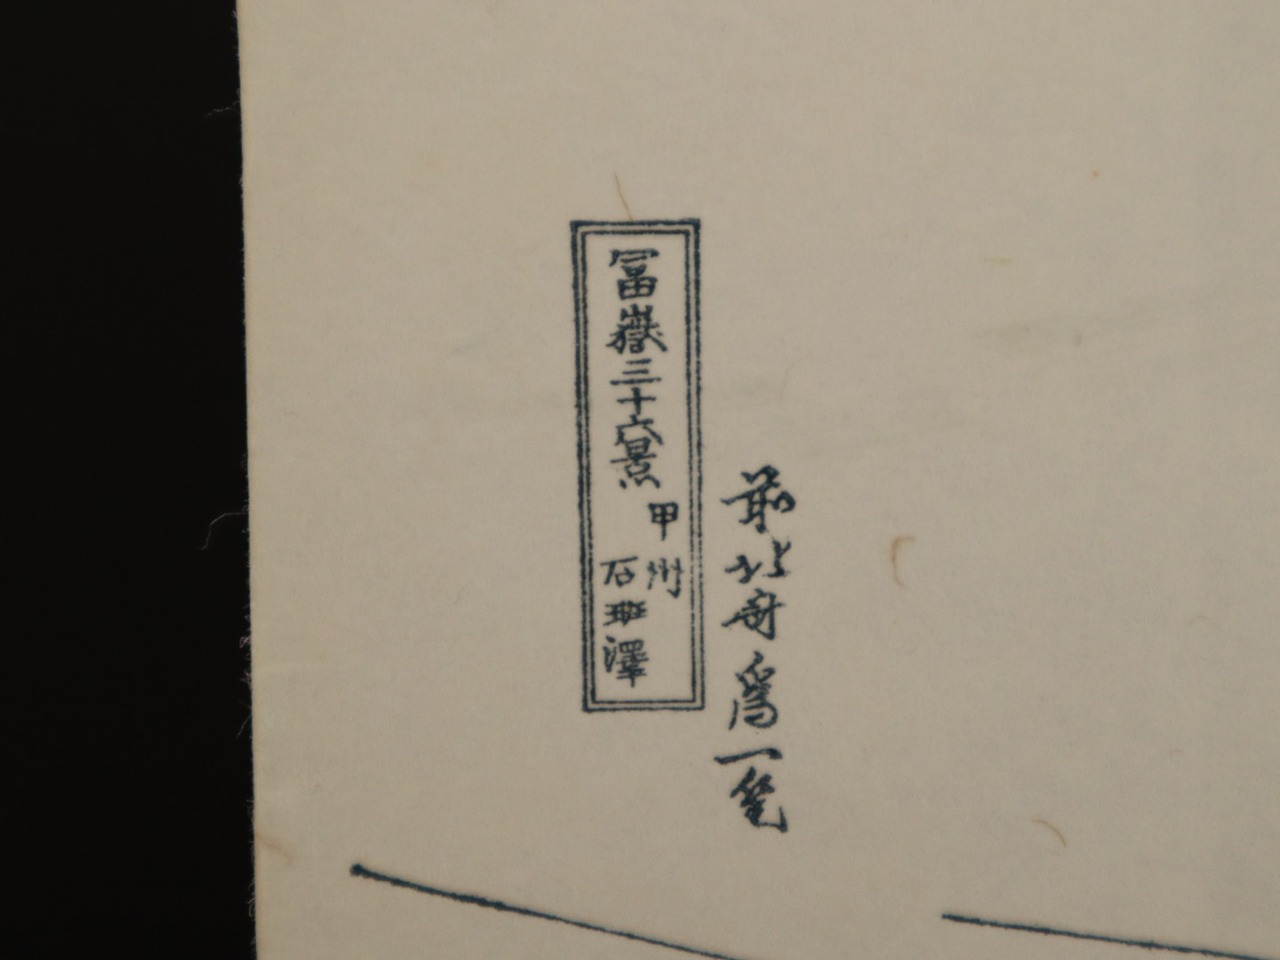 冨嶽三十六景
甲州
石班澤
前北斎為一筆